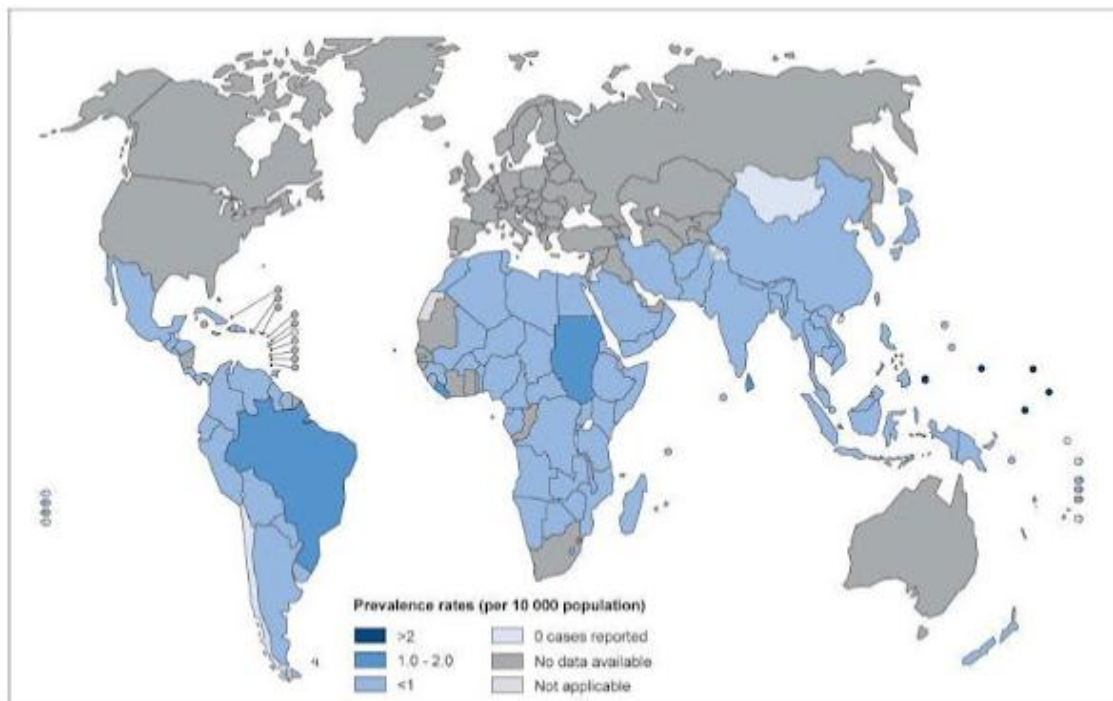 Prevalence rates (per 10 000 population)
>2
1.0 - 2.0
<1
0 cases reported
No data available
Not applicable